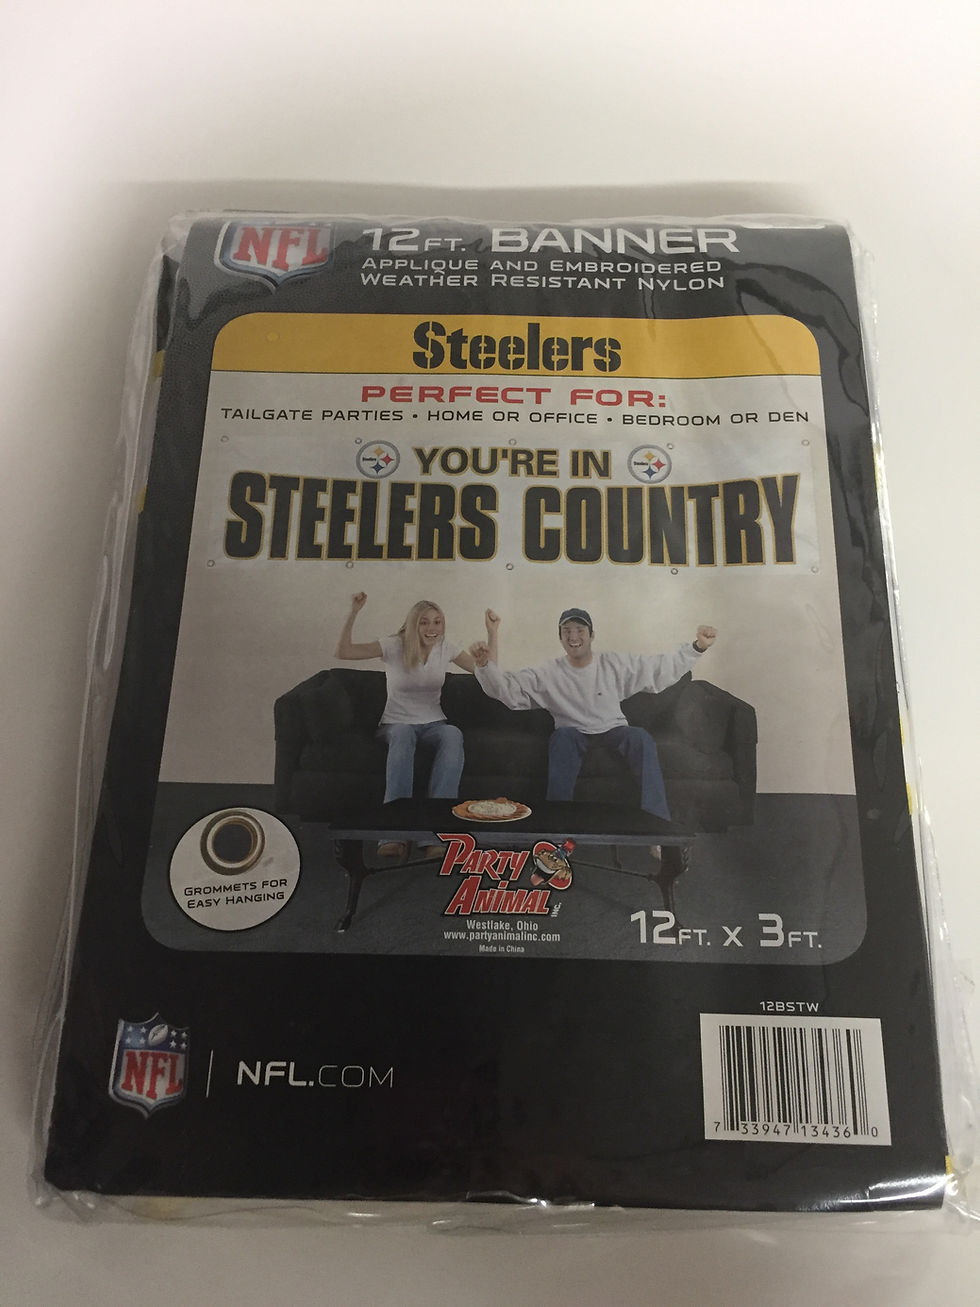 NFL
12FT. BANNER
APPLIQUE AND EMBROIDERED
WEATHER RESISTANT NYLON
Steelers
PERFECT FOR:
TAILGATE PARTIES • HOME OR OFFICE • BEDROOM OR DEN
YOU'RE IN
STEELERS COUNTRY
GROMMETS FOR
EASY HANGING
PARTY
ANIMAL INC.
Westlake, Ohio
www.partyanimalinc.com
Made in China
12FT. X 3FT.
12BSTW
NFL
NFL.COM
7 33947 13436 0